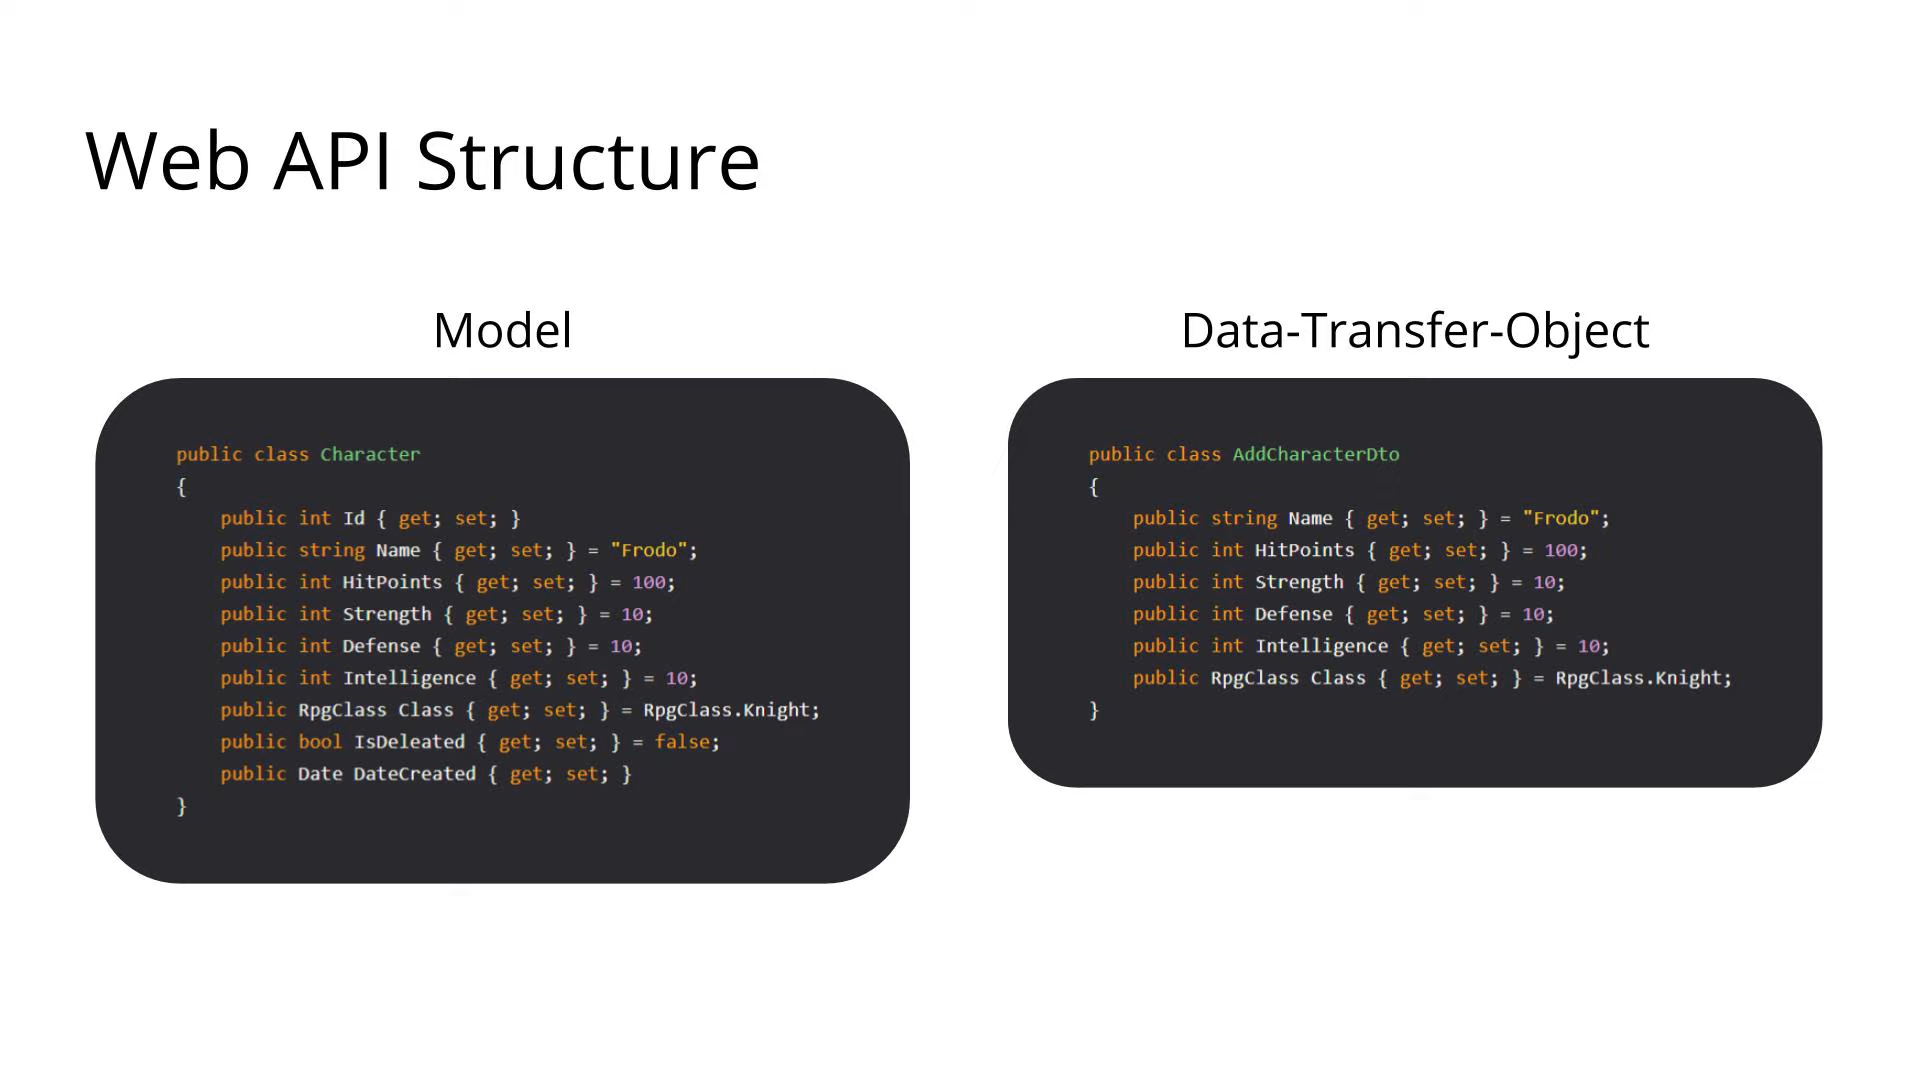 Web API Structure
Model
public class Character
{
    public int Id { get; set; }
    public string Name { get; set; } = "Frodo";
    public int HitPoints { get; set; } = 100;
    public int Strength { get; set; } = 10;
    public int Defense { get; set; } = 10;
    public int Intelligence { get; set; } = 10;
    public RpgClass Class { get; set; } = RpgClass.Knight;
    public bool IsDeleated { get; set; } = false;
    public Date DateCreated { get; set; }
}
Data-Transfer-Object
public class AddCharacterDto
{
    public string Name { get; set; } = "Frodo";
    public int HitPoints { get; set; } = 100;
    public int Strength { get; set; } = 10;
    public int Defense { get; set; } = 10;
    public int Intelligence { get; set; } = 10;
    public RpgClass Class { get; set; } = RpgClass.Knight;
}